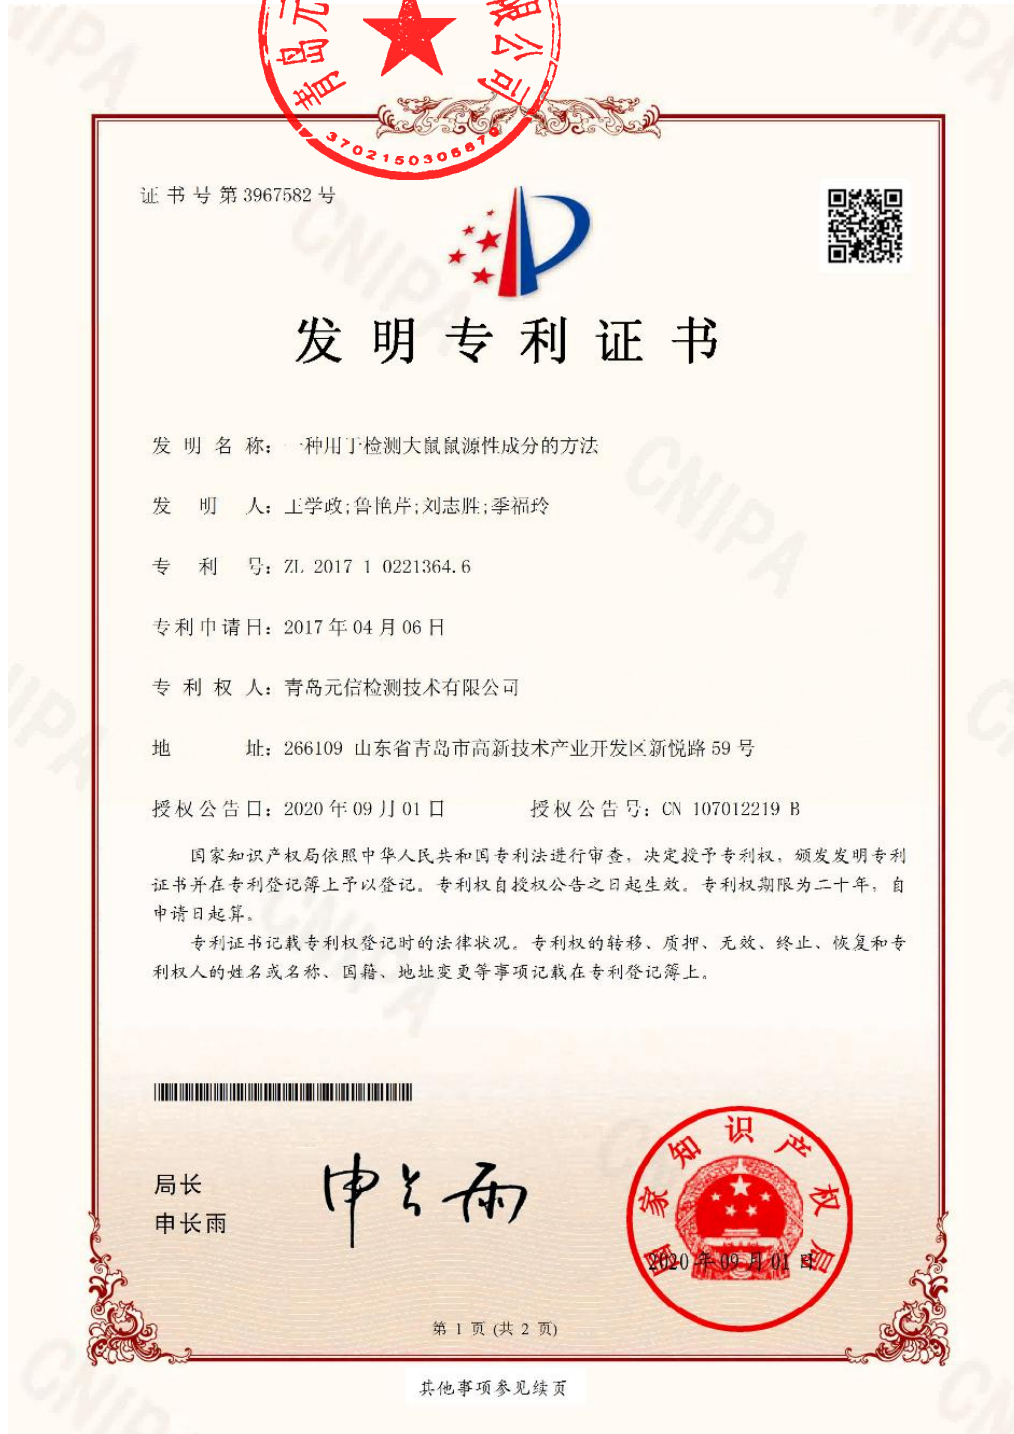 青岛元
限公司
3702150306670
证书号第3967582号
发明专利证书
发明名称：一种用于检测大鼠鼠源性成分的方法
发明人：王学政;鲁艳芹;刘志胜;季福玲
专利号：ZL 2017 1 0221364.6
专利申请日：2017年04月06日
专利权人：青岛元信检测技术有限公司
地址：266109 山东省青岛市高新技术产业开发区新悦路59号
授权公告日：2020年09月01日 授权公告号：CN 107012219 B
国家知识产权局依照中华人民共和国专利法进行审查，决定授予专利权，颁发发明专利
证书并在专利登记簿上予以登记。专利权自授权公告之日起生效。专利权期限为二十年，自
申请日起算。
专利证书记载专利权登记时的法律状况。专利权的转移、质押、无效、终止、恢复和专
利权人的姓名或名称、国籍、地址变更等事项记载在专利登记簿上。
局长
申长雨
申长雨
国家知识产权局
2020年09月01日
第 1 页 (共 2 页)
其他事项参见续页
CNIPA